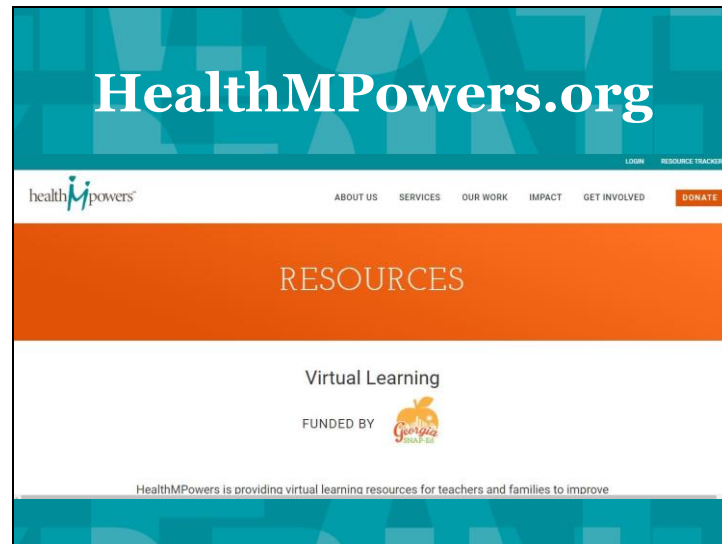 HealthMPowers.org
LOGIN RESOURCE TRACKER
healthMpowers
ABOUT US SERVICES OUR WORK IMPACT GET INVOLVED DONATE
RESOURCES
Virtual Learning
FUNDED BY Georgia
SNAP-Ed
HealthMPowers is providing virtual learning resources for teachers and families to improve